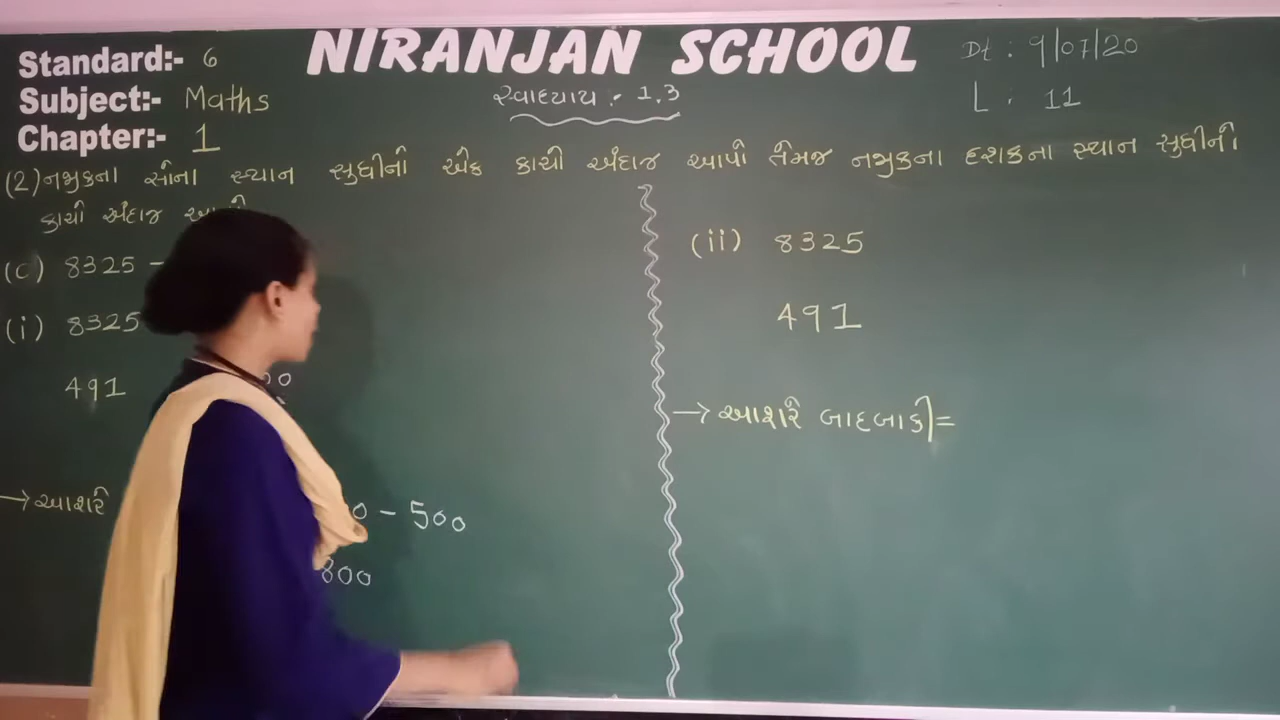 NIRANJAN SCHOOL
Standard:- 6
Subject:- Maths
Chapter:- 1
Dt : 9/07/20
L : 11
સ્વાધ્યાય :- 1.3
(2) નજીકના સોના સ્થાન સુધીનો એક કાચો અંદાજ આપો તેમજ નજીકના દશકના સ્થાન સુધીનો
કાચો અંદાજ
(c) 8325 -
(i) 8325
491
→ આશરે
- 500
800
(ii) 8325
491
→ આશરે બાદબાકી =